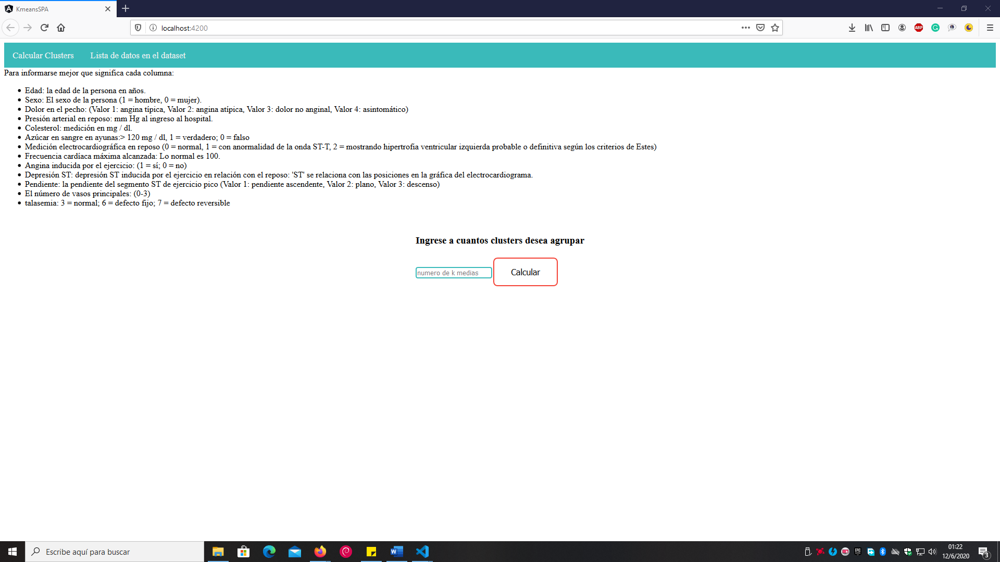 KmeansSPA
localhost:4200
ABP
Calcular Clusters Lista de datos en el dataset
Para informarse mejor que significa cada columna:
Edad: la edad de la persona en años.
Sexo: El sexo de la persona (1 = hombre, 0 = mujer).
Dolor en el pecho: (Valor 1: angina típica, Valor 2: angina atípica, Valor 3: dolor no anginal, Valor 4: asintomático)
Presión arterial en reposo: mm Hg al ingreso al hospital.
Colesterol: medición en mg / dl.
Azúcar en sangre en ayunas:> 120 mg / dl, 1 = verdadero; 0 = falso
Medición electrocardiográfica en reposo (0 = normal, 1 = con anormalidad de la onda ST-T, 2 = mostrando hipertrofia ventricular izquierda probable o definitiva según los criterios de Estes)
Frecuencia cardíaca máxima alcanzada: Lo normal es 100.
Angina inducida por el ejercicio: (1 = sí; 0 = no)
Depresión ST: depresión ST inducida por el ejercicio en relación con el reposo: 'ST' se relaciona con las posiciones en la gráfica del electrocardiograma.
Pendiente: la pendiente del segmento ST de ejercicio pico (Valor 1: pendiente ascendente, Valor 2: plano, Valor 3: descenso)
El número de vasos principales: (0-3)
talasemia: 3 = normal; 6 = defecto fijo; 7 = defecto reversible
Ingrese a cuantos clusters desea agrupar
numero de k medias Calcular
Escribe aquí para buscar
01:22
12/6/2020
3